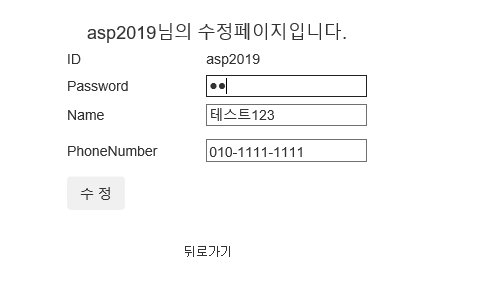 asp2019님의 수정페이지입니다.
ID asp2019
Password ●●
Name 테스트123
PhoneNumber 010-1111-1111
수 정
뒤로가기